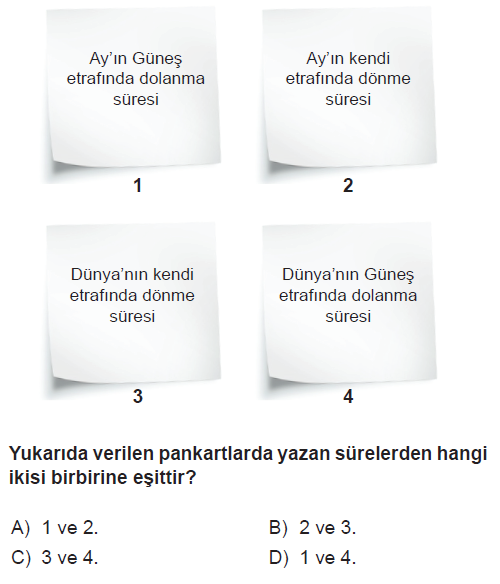 Ay’ın Güneş
etrafında dolanma
süresi
1
Ay’ın kendi
etrafında dönme
süresi
2
Dünya’nın kendi
etrafında dönme
süresi
3
Dünya’nın Güneş
etrafında dolanma
süresi
4
Yukarıda verilen pankartlarda yazan sürelerden hangi
ikisi birbirine eşittir?
A) 1 ve 2.
B) 2 ve 3.
C) 3 ve 4.
D) 1 ve 4.